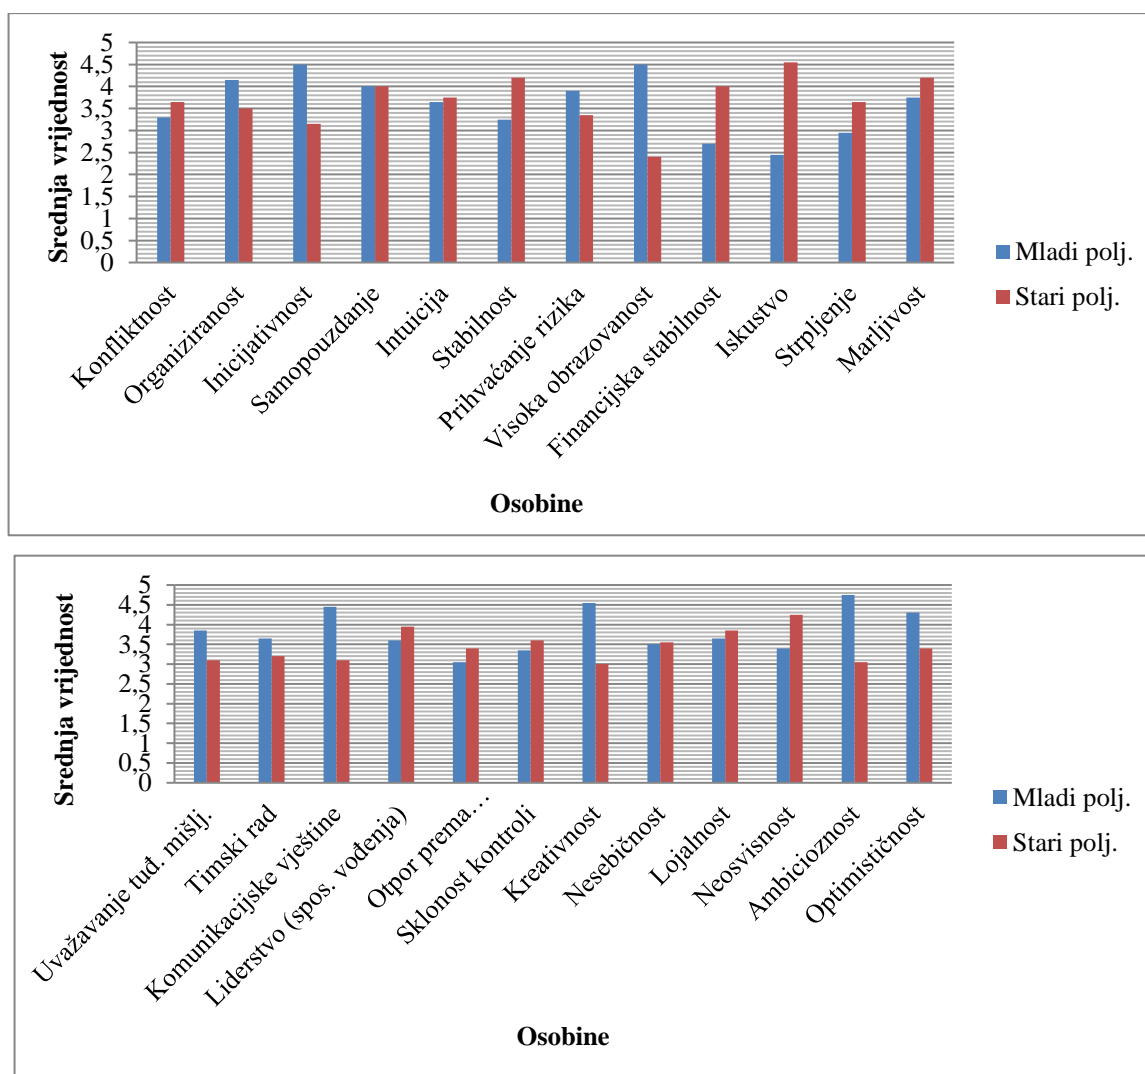 Srednja vrijednost
5
4,5
4
3,5
3
2,5
2
1,5
1
0,5
0
Konfliktnost
Organiziranost
Inicijativnost
Samopouzdanje
Intuicija
Stabilnost
Prihvaćanje rizika
Visoka obrazovanost
Financijska stabilnost
Iskustvo
Strpljenje
Marljivost
Osobine
Mladi polj.
Stari polj.
Srednja vrijednost
5
4,5
4
3,5
3
2,5
2
1,5
1
0,5
0
Uvažavanje tuđ. mišlj.
Timski rad
Komunikacijske vještine
Liderstvo (spos. vođenja)
Otpor prema…
Sklonost kontroli
Kreativnost
Nesebičnost
Lojalnost
Neosvisnost
Ambicioznost
Optimističnost
Osobine
Mladi polj.
Stari polj.